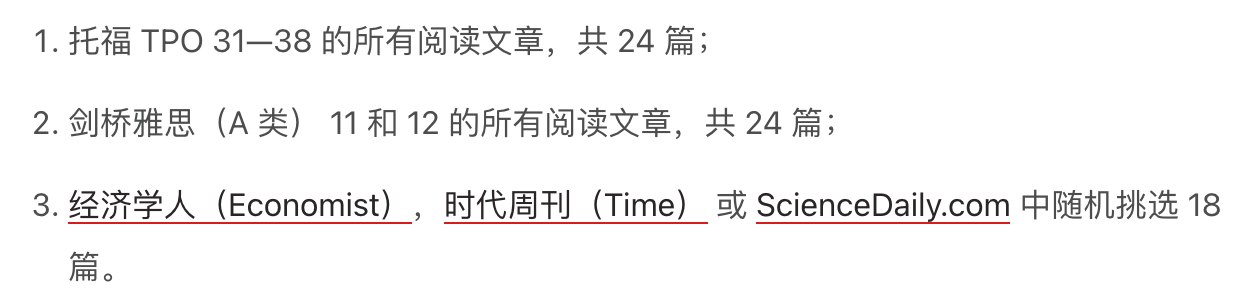 1. 托福 TPO 31—38 的所有阅读文章，共 24 篇；
2. 剑桥雅思（A 类） 11 和 12 的所有阅读文章，共 24 篇；
3. 经济学人（Economist），时代周刊（Time） 或 ScienceDaily.com 中随机挑选 18
篇。